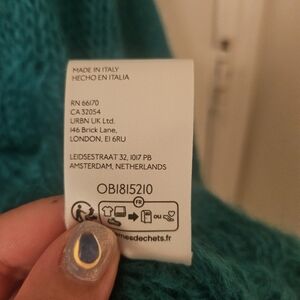 MADE IN ITALY
HECHO EN ITALIA
RN 66170
CA 32054
URBN UK Ltd.
146 Brick Lane,
LONDON, E1 6RU
LEIDSESTRAAT 32, 1017 PB
AMSTERDAM, NETHERLANDS
OB1815210
FR
OU
mesdechets.fr